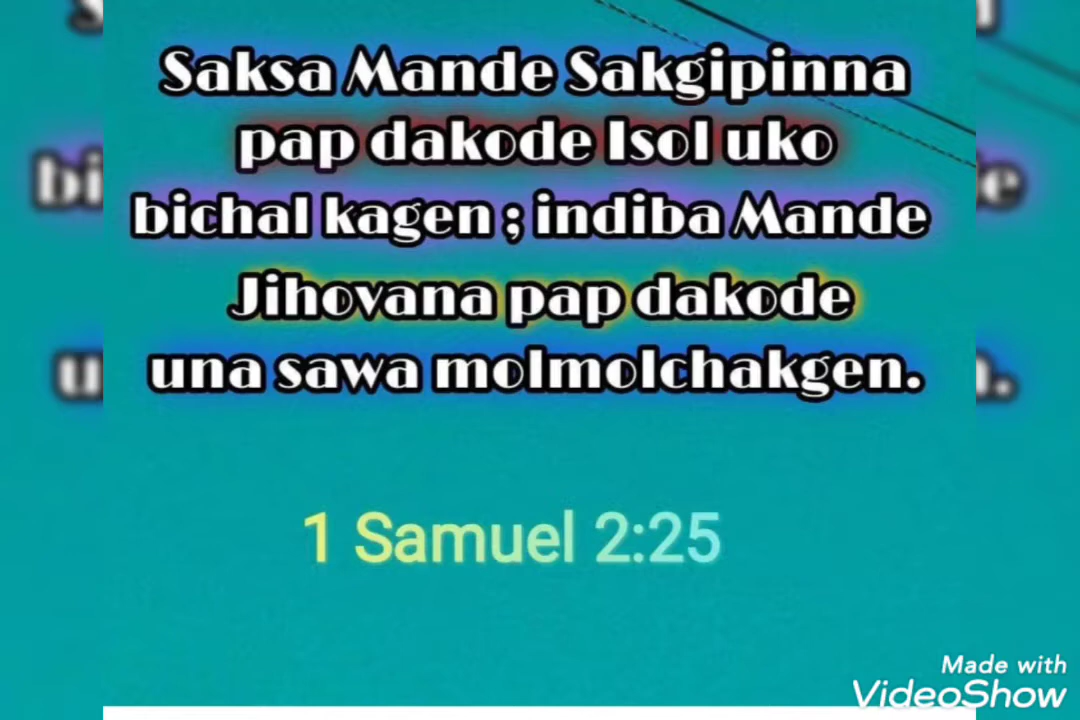 Saksa Mande Sakgipinna
pap dakode Isol uko
bichal kagen ; indiba Mande
Jihovana pap dakode
una sawa molmolchakgen.
1 Samuel 2:25
Made with
VideoShow